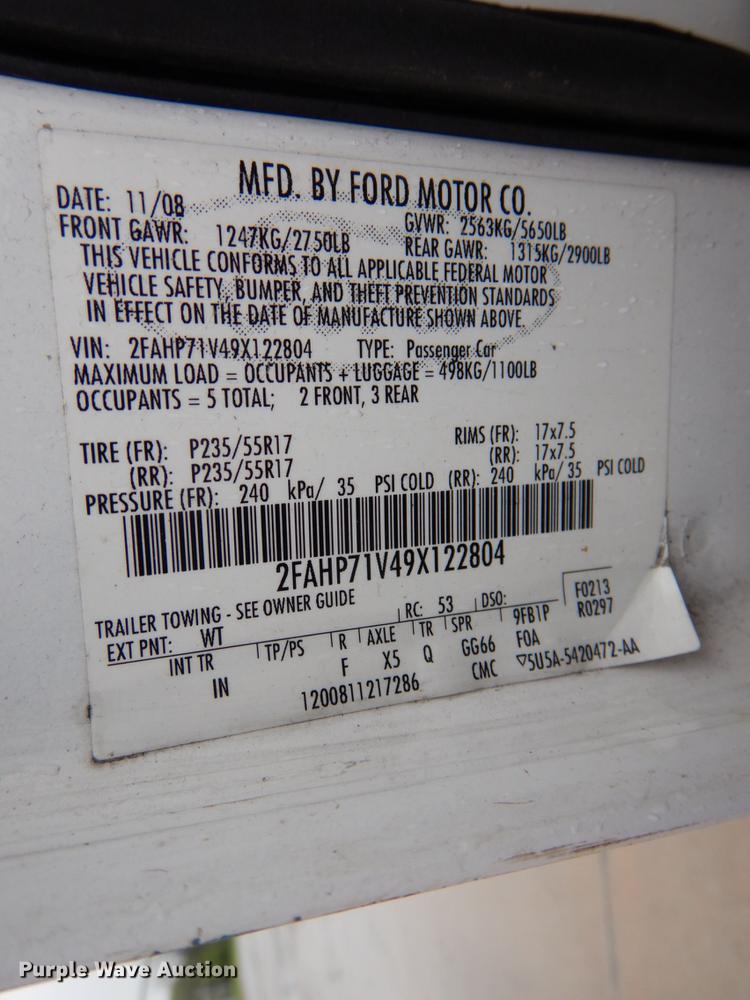 MFD. BY FORD MOTOR CO.
DATE: 11/08 GVWR: 2563KG/5650LB
FRONT GAWR: 1247KG/2750LB REAR GAWR: 1315KG/2900LB
THIS VEHICLE CONFORMS TO ALL APPLICABLE FEDERAL MOTOR
VEHICLE SAFETY, BUMPER, AND THEFT PREVENTION STANDARDS
IN EFFECT ON THE DATE OF MANUFACTURE SHOWN ABOVE.
VIN: 2FAHP71V49X122804 TYPE: Passenger Car
MAXIMUM LOAD = OCCUPANTS + LUGGAGE = 498KG/1100LB
OCCUPANTS = 5 TOTAL; 2 FRONT, 3 REAR
TIRE (FR): P235/55R17 RIMS (FR): 17x7.5
(RR): P235/55R17 (RR): 17x7.5
PRESSURE (FR): 240 kPa/ 35 PSI COLD (RR): 240 kPa/ 35 PSI COLD
2FAHP71V49X122804
TRAILER TOWING - SEE OWNER GUIDE
EXT PNT: WT RC: 53 DSO: 9FB1P F0213
R0297
INT TR TP/PS R AXLE TR SPR F0A
IN F X5 Q GG66
1200811217286 CMC ▽5U5A-5420472-AA
Purple Wave Auction